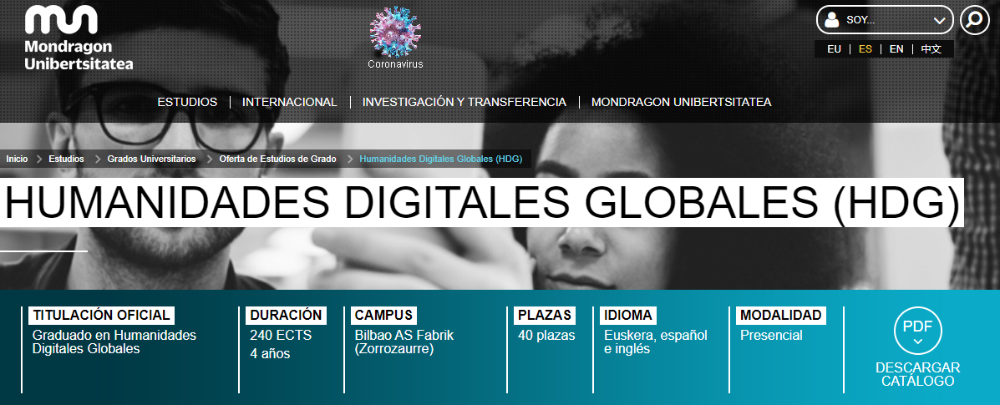 Mondragon
Unibertsitatea
Coronavirus
SOY...
EU | ES | EN | 中文
ESTUDIOS | INTERNACIONAL | INVESTIGACIÓN Y TRANSFERENCIA | MONDRAGON UNIBERTSITATEA
Inicio > Estudios > Grados Universitarios > Oferta de Estudios de Grado > Humanidades Digitales Globales (HDG)
HUMANIDADES DIGITALES GLOBALES (HDG)
TITULACIÓN OFICIAL
Graduado en Humanidades
Digitales Globales
DURACIÓN
240 ECTS
4 años
CAMPUS
Bilbao AS Fabrik
(Zorrozaurre)
PLAZAS
40 plazas
IDIOMA
Euskera, español
e inglés
MODALIDAD
Presencial
PDF
DESCARGAR
CATÁLOGO